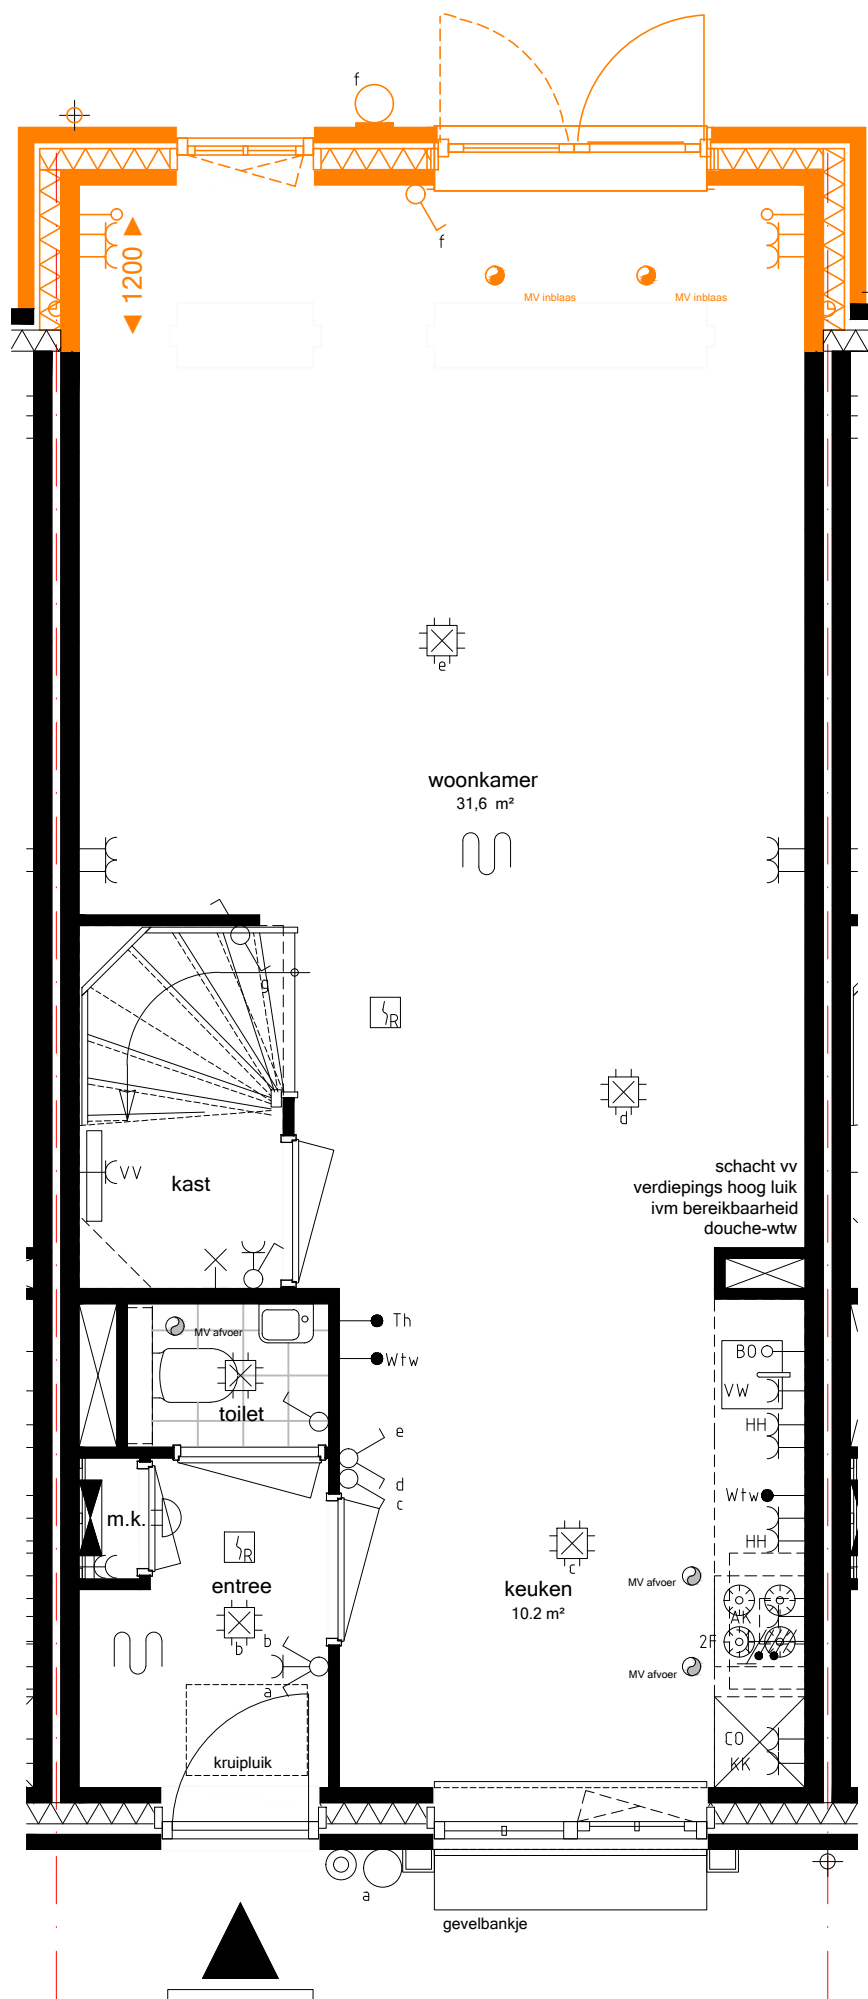 f
f
1200
MV inblaas
MV inblaas
e
woonkamer
31,6 m²
g
R
d
schacht vv
verdiepings hoog luik
ivm bereikbaarheid
douche-wtw
VV
kast
Th
MV afvoer
Wtw
BO
VW
toilet
HH
e
d
c
Wtw
m.k.
HH
R
c
entree
keuken
10.2 m²
MV afvoer
AK
b
b
2F
MV afvoer
a
kruipluik
CO
KK
a
gevelbankje